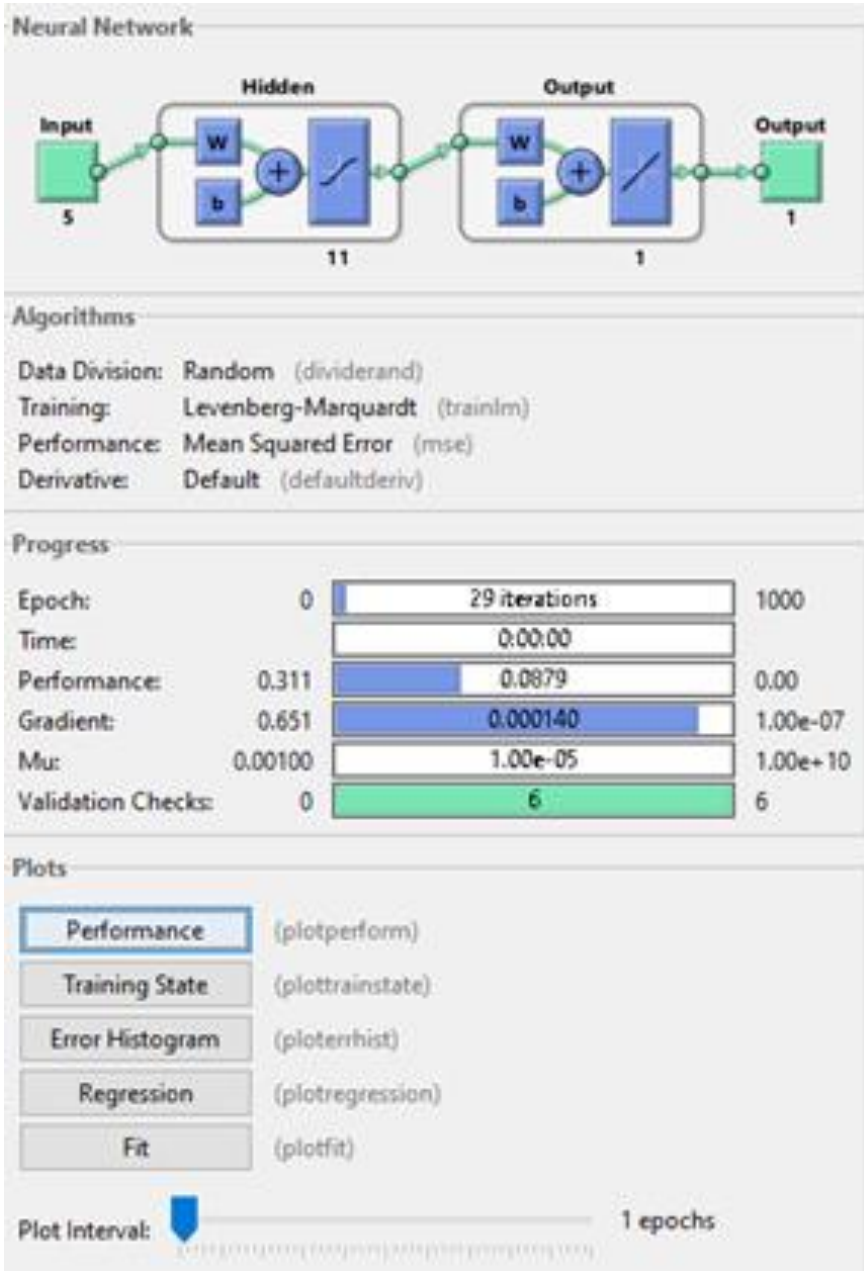 Neural Network
Hidden Output
Input Output
W b + W b +
5 11 1 1
Algorithms
Data Division: Random (dividerand)
Training: Levenberg-Marquardt (trainlm)
Performance: Mean Squared Error (mse)
Derivative: Default (defaultderiv)
Progress
Epoch: 0 29 iterations 1000
Time: 0:00:00
Performance: 0.311 0.0879 0.00
Gradient: 0.651 0.000140 1.00e-07
Mu: 0.00100 1.00e-05 1.00e+10
Validation Checks: 0 6 6
Plots
Performance (plotperform)
Training State (plottrainstate)
Error Histogram (ploterrhist)
Regression (plotregression)
Fit (plotfit)
Plot Interval: 1 epochs